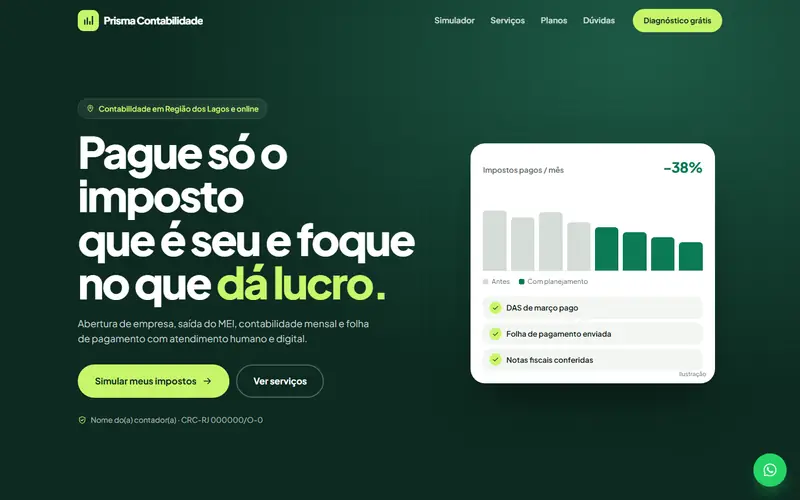 Prisma Contabilidade
Simulador
Serviços
Planos
Dúvidas
Diagnóstico grátis
Contabilidade em Região dos Lagos e online
Pague só o
imposto
que é seu e foque
no que dá lucro.
Abertura de empresa, saída do MEI, contabilidade mensal e folha
de pagamento com atendimento humano e digital.
Simular meus impostos →
Ver serviços
Nome do(a) contador(a) · CRC-RJ 000000/O-0
Impostos pagos / mês
−38%
Antes
Com planejamento
DAS de março pago
Folha de pagamento enviada
Notas fiscais conferidas
Ilustração